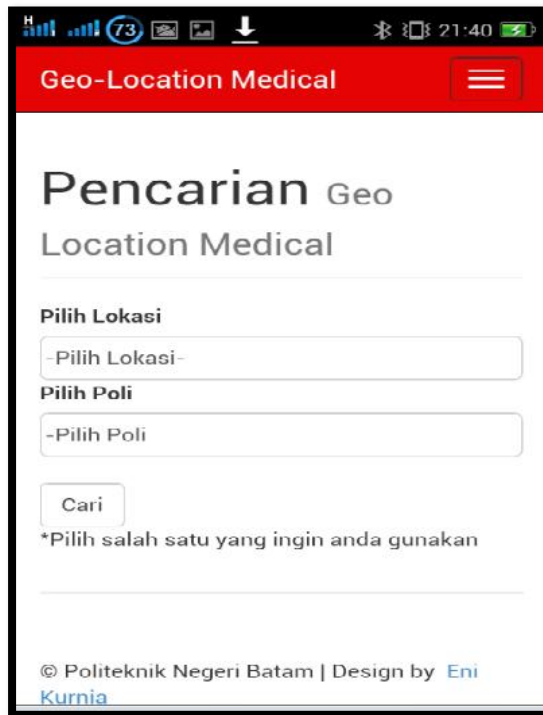 H 73 21:40
Geo-Location Medical
Pencarian Geo
Location Medical
Pilih Lokasi
-Pilih Lokasi-
Pilih Poli
-Pilih Poli
Cari
*Pilih salah satu yang ingin anda gunakan
© Politeknik Negeri Batam | Design by Eni
Kurnia